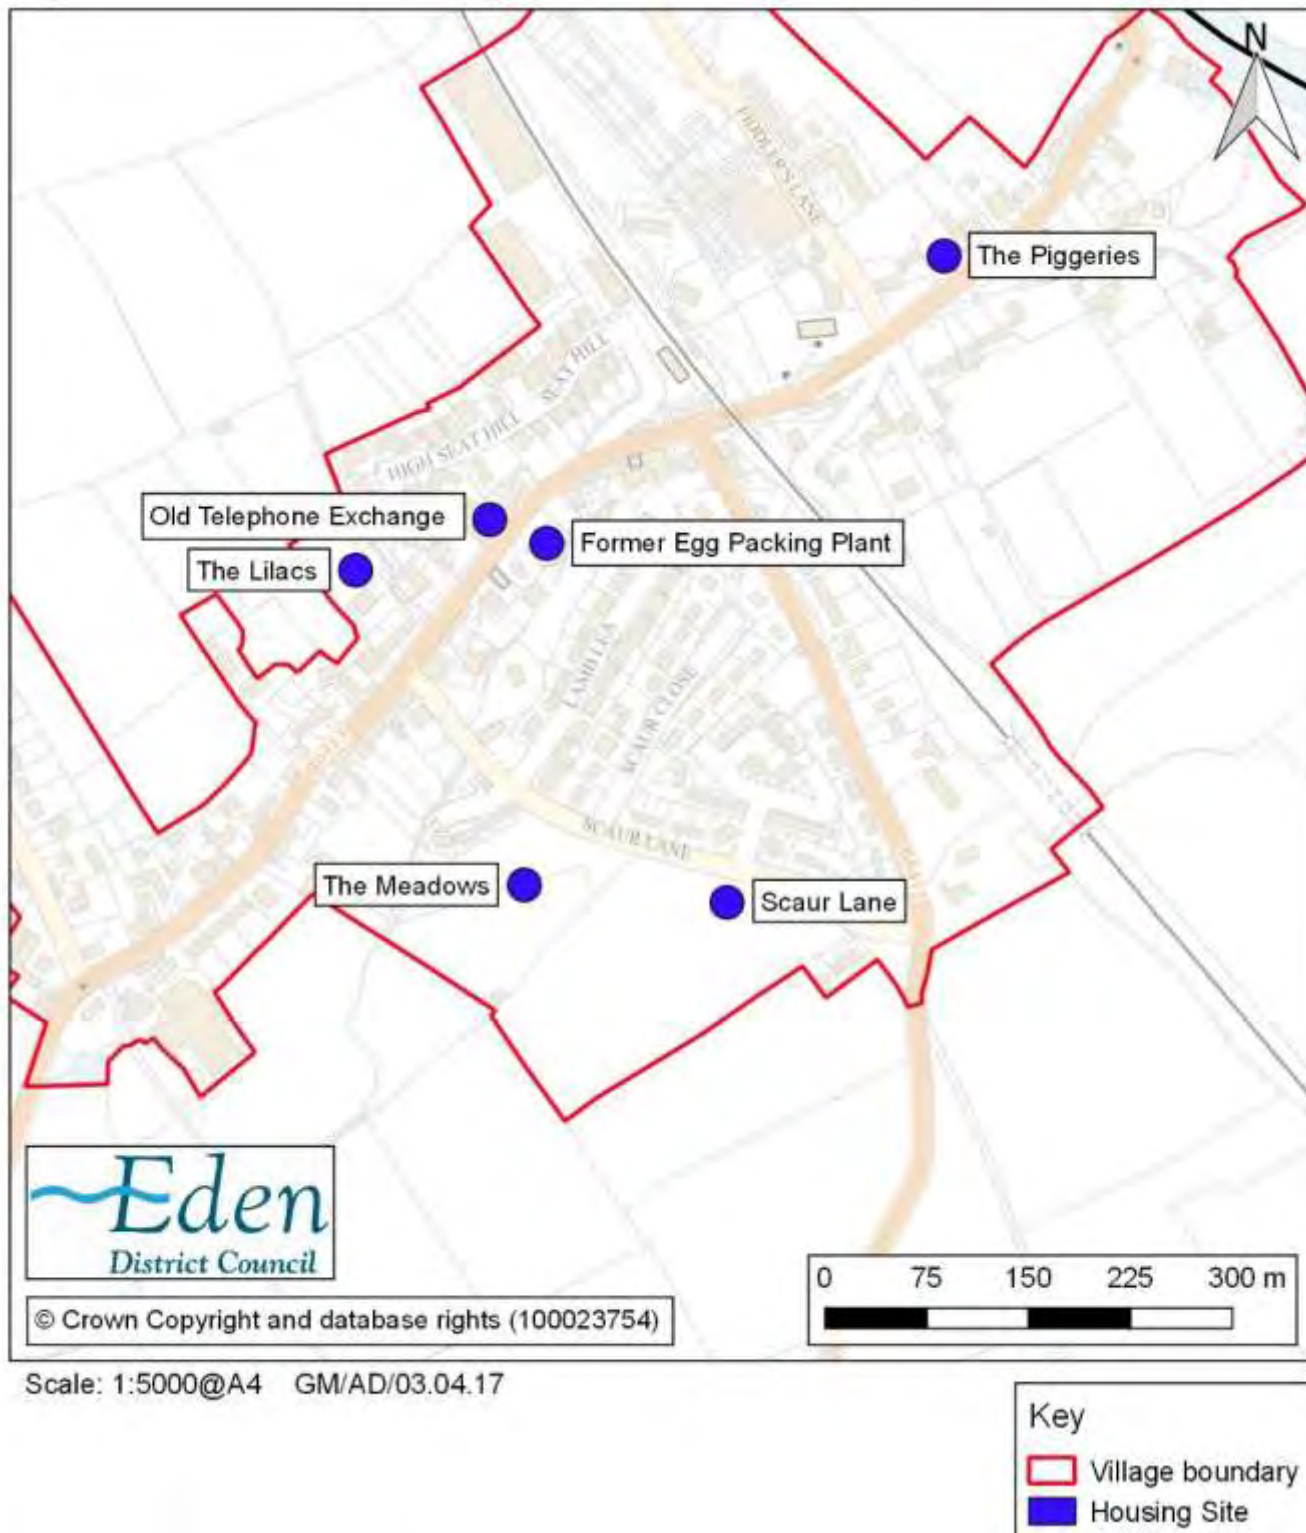 N
FIDDLER'S LANE
The Piggeries
SEAT HILL
HIGH SEAT HILL
Old Telephone Exchange
Former Egg Packing Plant
The Lilacs
LAMB LEA
SCAUR CLOSE
SCAUR LANE
The Meadows
Scaur Lane
Eden
District Council
0 75 150 225 300 m
© Crown Copyright and database rights (100023754)
Scale: 1:5000@A4 GM/AD/03.04.17
Key
Village boundary
Housing Site